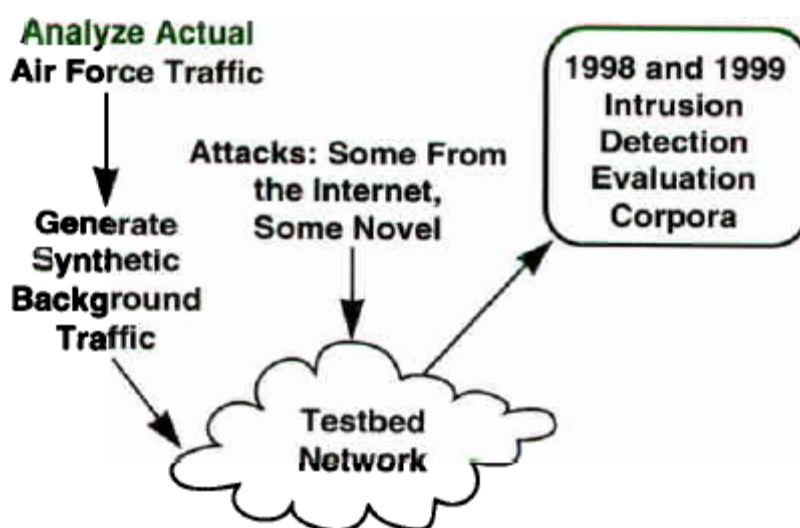 Analyze Actual
Air Force Traffic
Generate
Synthetic
Background
Traffic
Attacks: Some From
the Internet,
Some Novel
Testbed
Network
1998 and 1999
Intrusion
Detection
Evaluation
Corpora